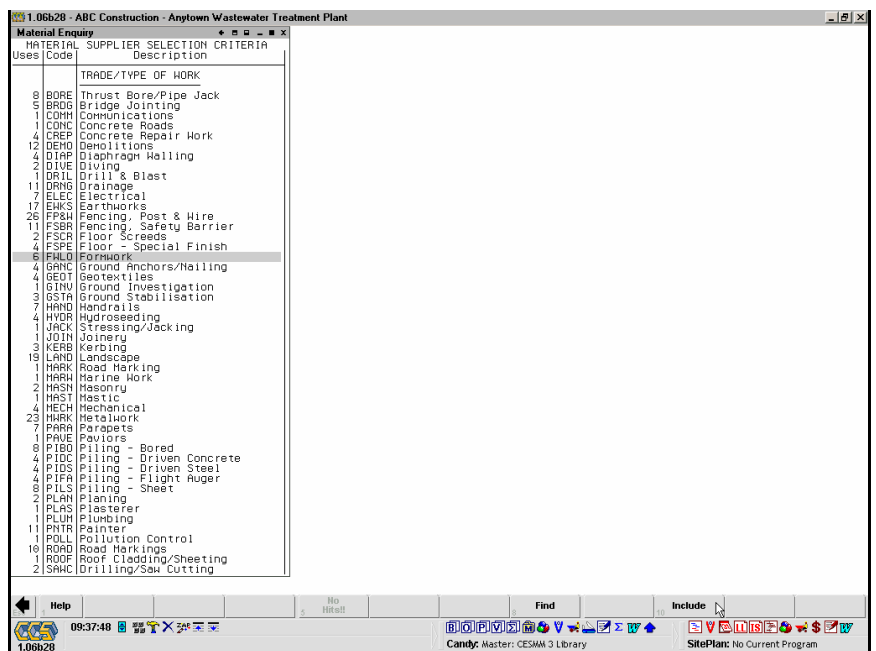 1.06b28 - ABC Construction - Anytown Wastewater Treatment Plant
Material Enquiry
MATERIAL SUPPLIER SELECTION CRITERIA
Uses Code Description
TRADE/TYPE OF WORK
8 BORE Thrust Bore/Pipe Jack
5 BRDG Bridge Jointing
1 COMM Communications
1 CONC Concrete Roads
4 CREP Concrete Repair Work
12 DEMO Demolitions
4 DIAP Diaphragm Walling
2 DIVE Diving
1 DRIL Drill & Blast
11 DRNG Drainage
7 ELEC Electrical
17 EWKS Earthworks
26 FP&W Fencing, Post & Wire
11 FSBR Fencing, Safety Barrier
2 FSCR Floor Screeds
4 FSPE Floor - Special Finish
6 FWLO Formwork
4 GANC Ground Anchors/Nailing
4 GEOT Geotextiles
1 GINV Ground Investigation
3 GSTA Ground Stabilisation
7 HAND Handrails
4 HYDR Hydroseeding
1 JACK Stressing/Jacking
1 JOIN Joinery
3 KERB Kerbing
19 LAND Landscape
1 MARK Road Marking
1 MARW Marine Work
2 MASN Masonry
1 MAST Mastic
4 MECH Mechanical
23 MWRK Metalwork
7 PARA Parapets
1 PAVE Paviors
8 PIBO Piling - Bored
4 PIDC Piling - Driven Concrete
4 PIDS Piling - Driven Steel
4 PIFA Piling - Flight Auger
8 PILS Piling - Sheet
2 PLAN Planing
1 PLAS Plasterer
1 PLUM Plumbing
11 PNTR Painter
1 POLL Pollution Control
10 ROAD Road Markings
1 ROOF Roof Cladding/Sheeting
2 SAWC Drilling/Saw Cutting
1 Help 5 No Hits!! 9 Find 10 Include
CCS 09:37:48
1.06b28 Candy: Master: CESMM 3 Library SitePlan: No Current Program